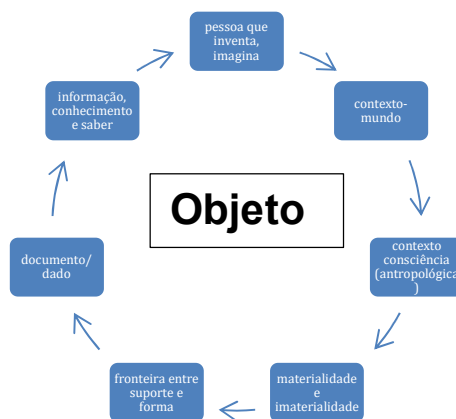 pessoa que
inventa,
imagina
contexto-
mundo
contexto
consciência
(antropológica
)
materialidade
e
imaterialidade
fronteira entre
suporte e
forma
documento/
dado
informação,
conhecimento
e saber
Objeto